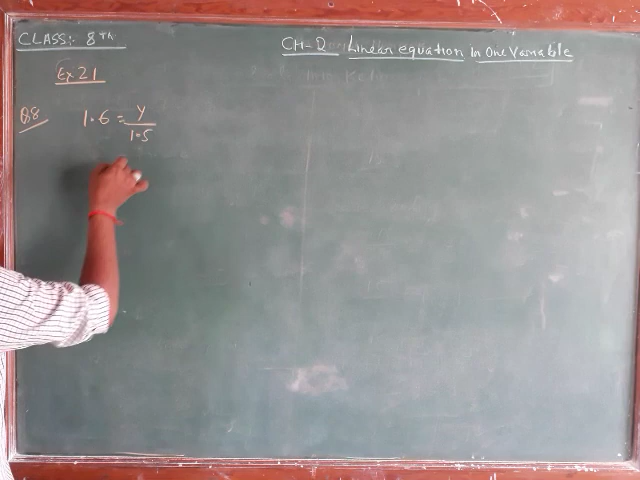 CLASS:- 8TH
CH-2 Linear equation in One Variable
Ex 2.1
Q8 1.6 = y/1.5